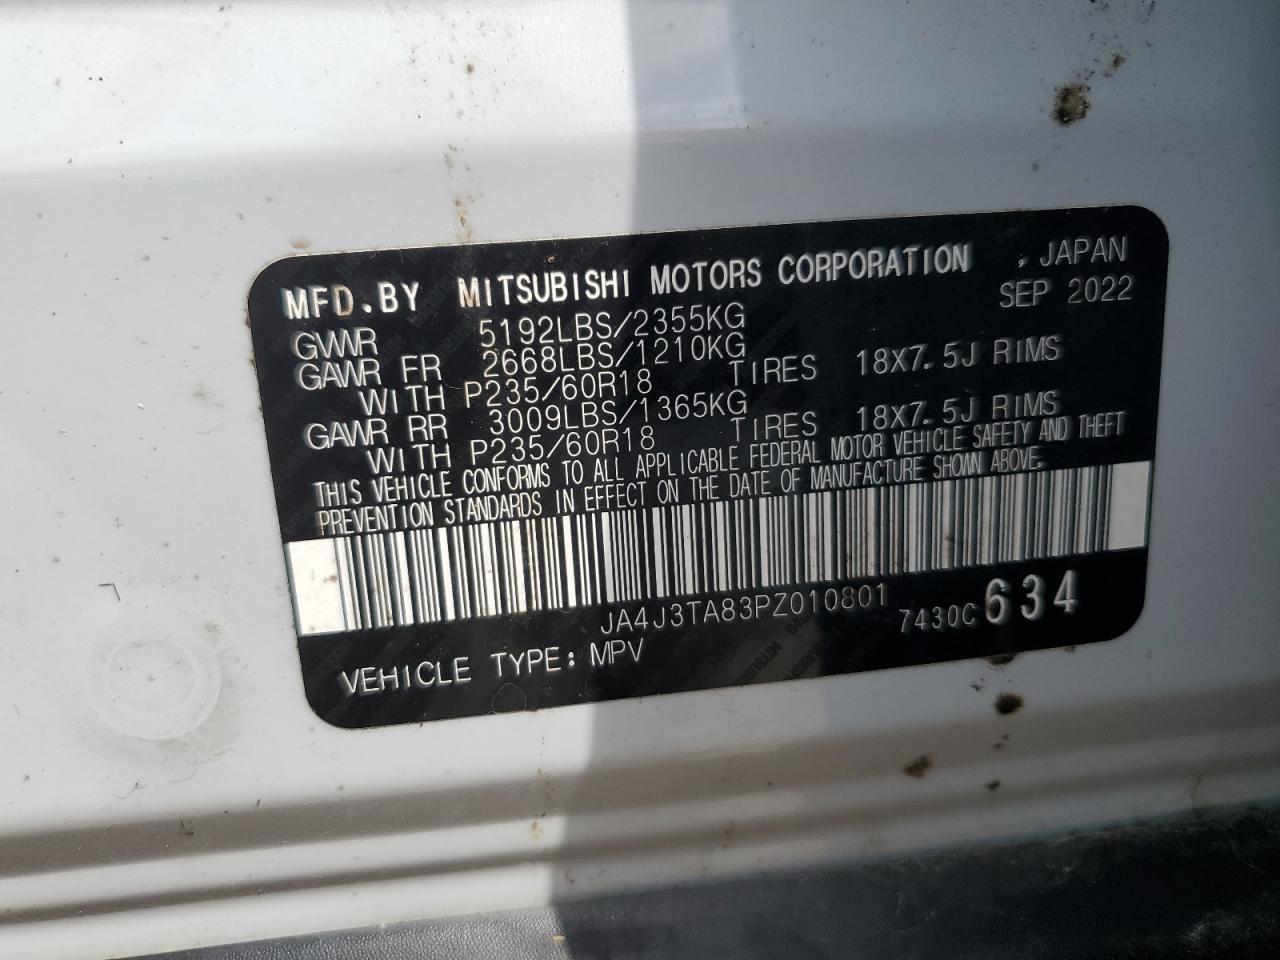 MFD.BY MITSUBISHI MOTORS CORPORATION , JAPAN
SEP 2022
GVWR 5192LBS/2355KG
GAWR FR 2668LBS/1210KG
WITH P235/60R18 TIRES 18X7.5J RIMS
GAWR RR 3009LBS/1365KG
WITH P235/60R18 TIRES 18X7.5J RIMS
THIS VEHICLE CONFORMS TO ALL APPLICABLE FEDERAL MOTOR VEHICLE SAFETY AND THEFT
PREVENTION STANDARDS IN EFFECT ON THE DATE OF MANUFACTURE SHOWN ABOVE.
JA4J3TA83PZ010801 7430C 634
VEHICLE TYPE: MPV